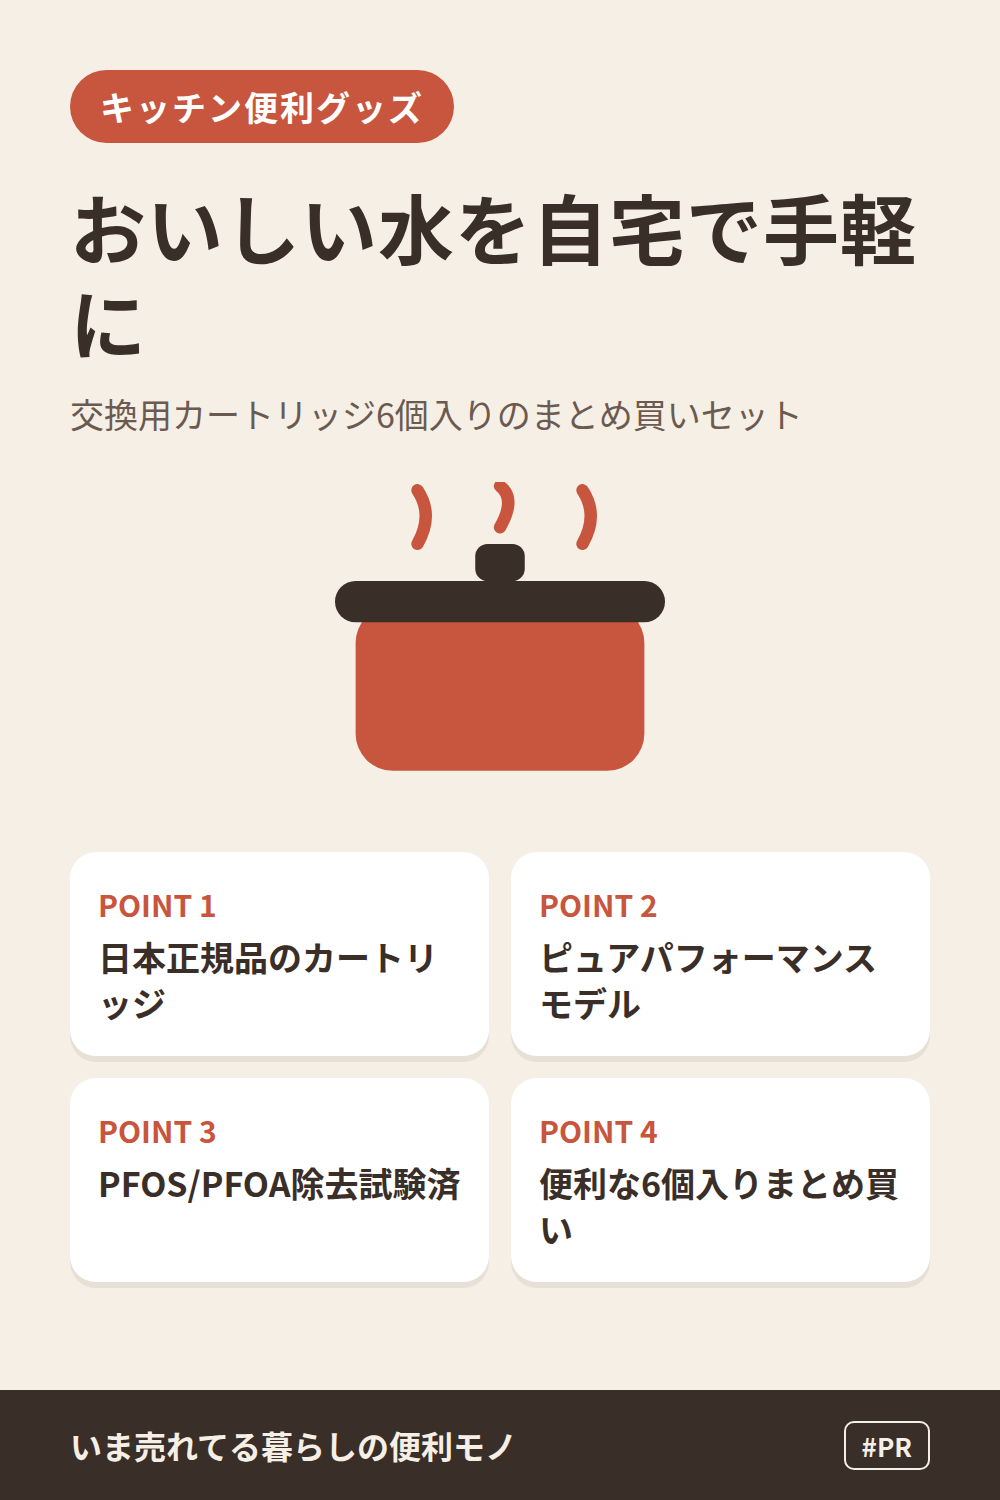 キッチン便利グッズ
おいしい水を自宅で手軽
に
交換用カートリッジ6個入りのまとめ買いセット
POINT 1
日本正規品のカートリ
ッジ
POINT 2
ピュアパフォーマンス
モデル
POINT 3
PFOS/PFOA除去試験済
POINT 4
便利な6個入りまとめ買
い
いま売れてる暮らしの便利モノ
#PR